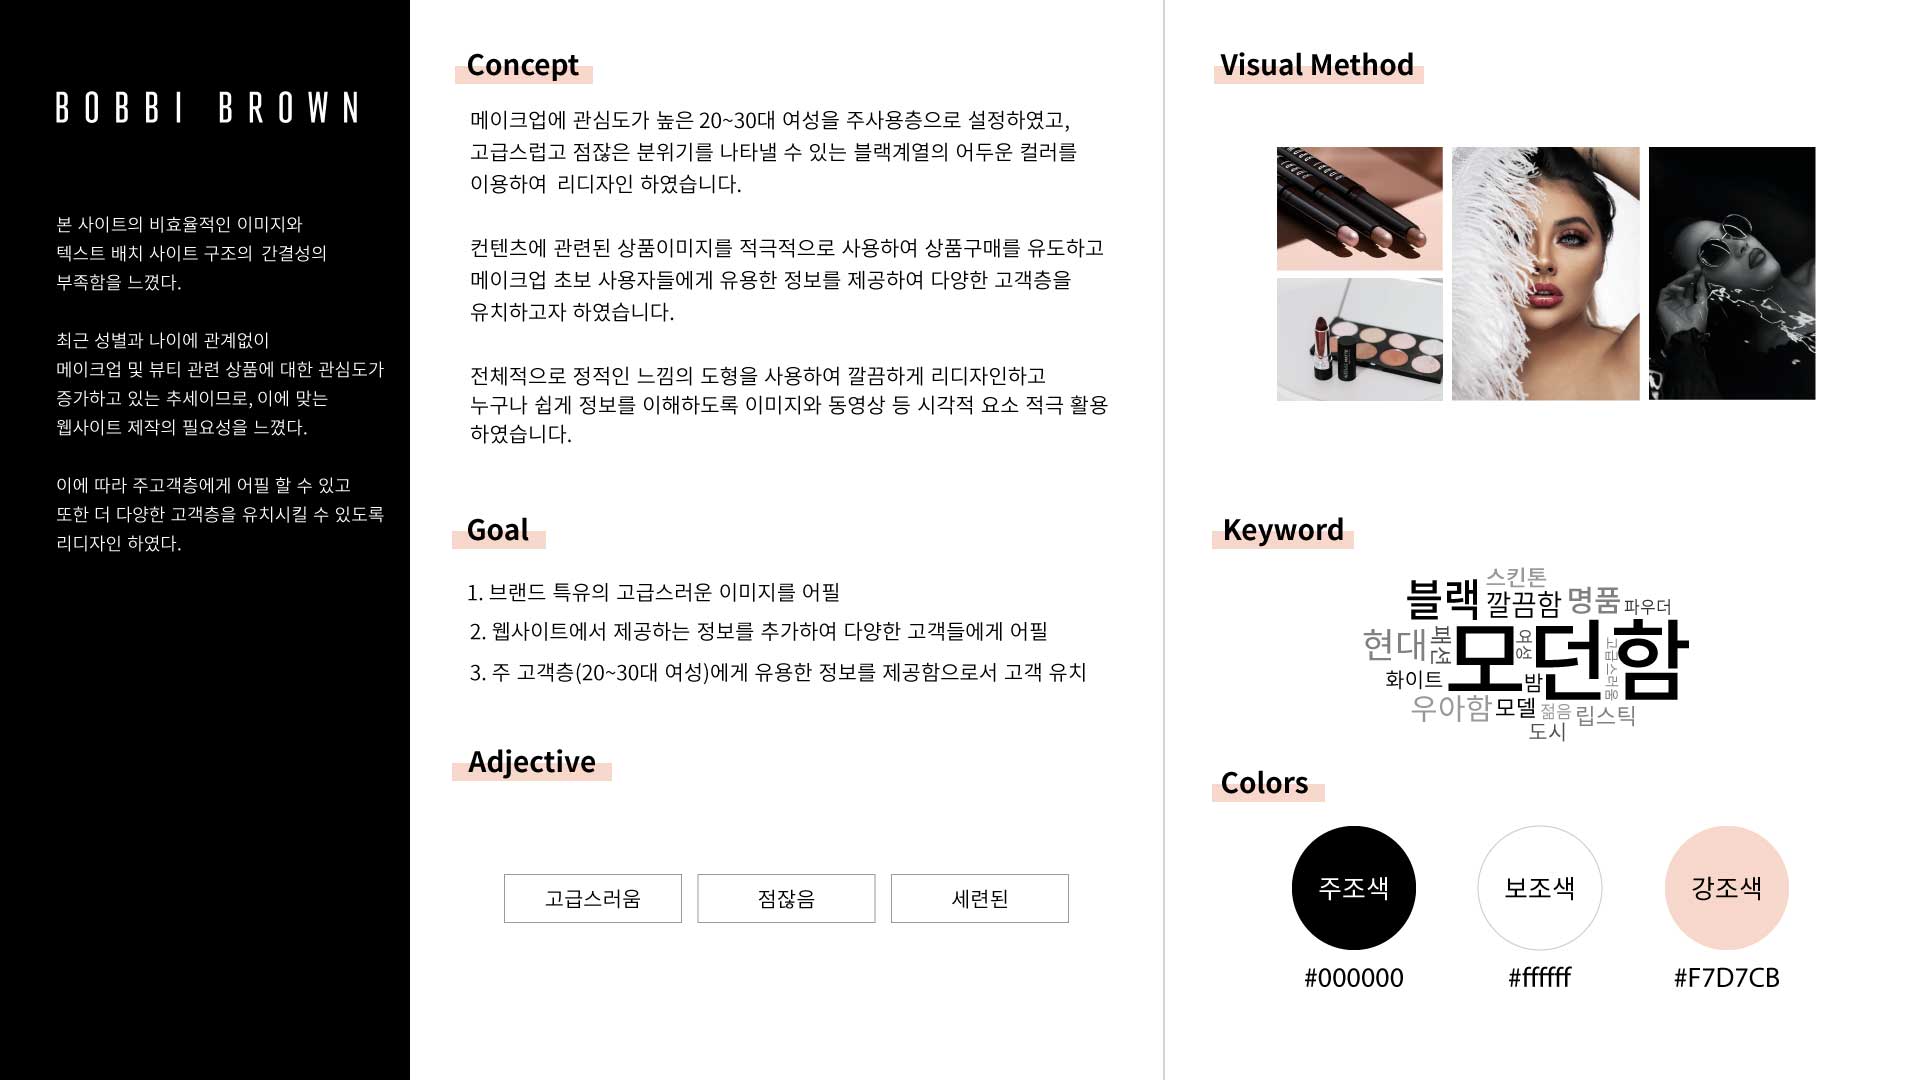 BOBBI BROWN
본 사이트의 비효율적인 이미지와
텍스트 배치 사이트 구조의 간결성의
부족함을 느꼈다.
최근 성별과 나이에 관계없이
메이크업 및 뷰티 관련 상품에 대한 관심도가
증가하고 있는 추세이므로, 이에 맞는
웹사이트 제작의 필요성을 느꼈다.
이에 따라 주고객층에게 어필 할 수 있고
또한 더 다양한 고객층을 유치시킬 수 있도록
리디자인 하였다.
Concept
메이크업에 관심도가 높은 20~30대 여성을 주사용층으로 설정하였고,
고급스럽고 점잖은 분위기를 나타낼 수 있는 블랙계열의 어두운 컬러를
이용하여 리디자인 하였습니다.
컨텐츠에 관련된 상품이미지를 적극적으로 사용하여 상품구매를 유도하고
메이크업 초보 사용자들에게 유용한 정보를 제공하여 다양한 고객층을
유치하고자 하였습니다.
전체적으로 정적인 느낌의 도형을 사용하여 깔끔하게 리디자인하고
누구나 쉽게 정보를 이해하도록 이미지와 동영상 등 시각적 요소 적극 활용
하였습니다.
Goal
1. 브랜드 특유의 고급스러운 이미지를 어필
2. 웹사이트에서 제공하는 정보를 추가하여 다양한 고객들에게 어필
3. 주 고객층(20~30대 여성)에게 유용한 정보를 제공함으로서 고객 유치
Adjective
고급스러움
점잖음
세련된
Visual Method
Keyword
스킨톤
블랙
깔끔함
명품
파우더
현대
패션
모던함
여성
고급스러움
화이트
밤
우아함
모델
젊음
립스틱
도시
Colors
주조색
보조색
강조색
#000000
#ffffff
#F7D7CB